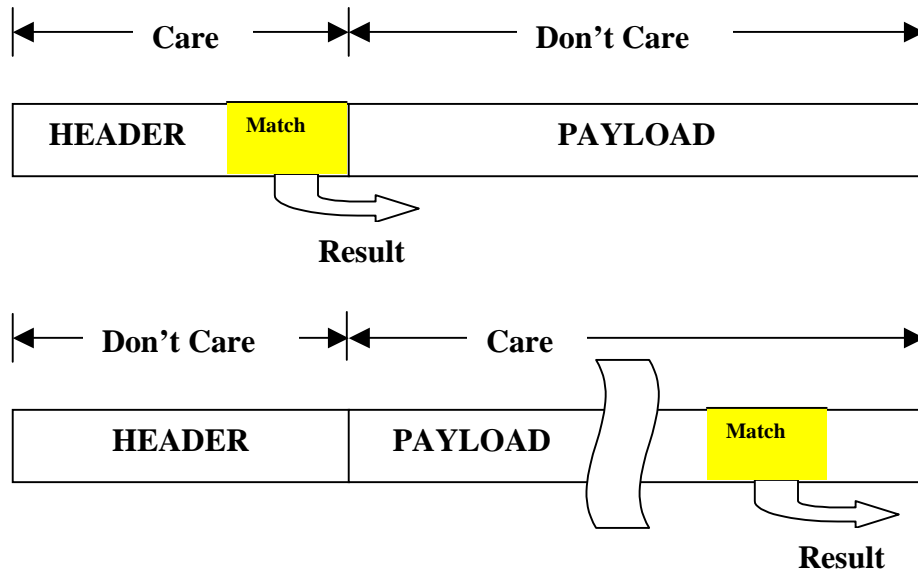 Care Don't Care
HEADER Match PAYLOAD
Result
Don’t Care Care
HEADER PAYLOAD Match
Result